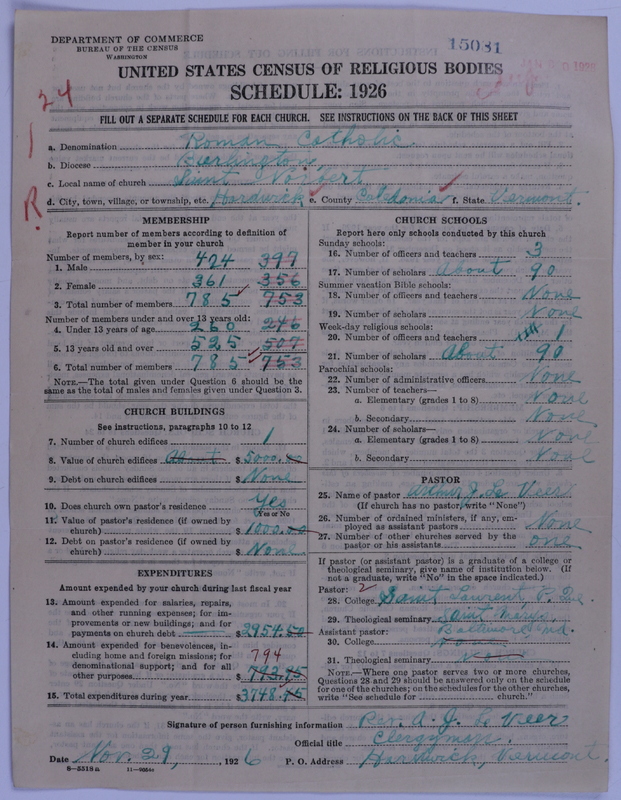 DEPARTMENT OF COMMERCE
BUREAU OF THE CENSUS
WASHINGTON
15031
UNITED STATES CENSUS OF RELIGIOUS BODIES
SCHEDULE: 1926
24
1
R.
FILL OUT A SEPARATE SCHEDULE FOR EACH CHURCH. SEE INSTRUCTIONS ON THE BACK OF THIS SHEET
a. Denomination Roman Catholic
b. Diocese Burlington
c. Local name of church Saint Norbert
d. City, town, village, or township, etc. Hardwick e. County Caledonia f. State Vermont.
MEMBERSHIP
Report number of members according to definition of
member in your church
Number of members, by sex:
1. Male 424 397
2. Female 361 356
3. Total number of members 785 753
Number of members under and over 13 years old:
4. Under 13 years of age 260 246
5. 13 years old and over 525 507
6. Total number of members 785 753
NOTE.—The total given under Question 6 should be the
same as the total of males and females given under Question 3.
CHURCH BUILDINGS
See instructions, paragraphs 10 to 12
7. Number of church edifices 1
8. Value of church edifices About $5000.00
9. Debt on church edifices $ None
10. Does church own pastor's residence Yes
(Yes or No
11. Value of pastor's residence (if owned by
church) $1000.00
12. Debt on pastor's residence (if owned by
church) $ None.
EXPENDITURES
Amount expended by your church during last fiscal year
13. Amount expended for salaries, repairs,
and other running expenses; for im-
provements or new buildings; and for
payments on church debt $2954.50
14. Amount expended for benevolences, in-
cluding home and foreign missions; for
denominational support; and for all
other purposes 794 $793.95
15. Total expenditures during year $3748.45
CHURCH SCHOOLS
Report here only schools conducted by this church
Sunday schools:
16. Number of officers and teachers 3
17. Number of scholars About 90
Summer vacation Bible schools:
18. Number of officers and teachers None
19. Number of scholars None
Week-day religious schools:
20. Number of officers and teachers 1
21. Number of scholars About 90
Parochial schools:
22. Number of administrative officers None
23. Number of teachers—
a. Elementary (grades 1 to 8) None
b. Secondary None
24. Number of scholars—
a. Elementary (grades 1 to 8) None
b. Secondary None
PASTOR
25. Name of pastor J. Le Veer
(If church has no pastor, write "None")
26. Number of ordained ministers, if any, em-
ployed as assistant pastors None
27. Number of other churches served by the
pastor or his assistants one
If pastor (or assistant pastor) is a graduate of a college or
theological seminary, give name of institution below. (If
not a graduate, write "No" in the space indicated.)
Pastor: 2
28. College Saint Laurent, P. Que
29. Theological seminary Saint Marys
Baltimore Md.
Assistant pastor:
30. College
31. Theological seminary
NOTE.—Where one pastor serves two or more churches,
Questions 28 and 29 should be answered only on the schedule
for one of the churches; on the schedules for the other churches,
write "See schedule for church."
Signature of person furnishing information Rev. A. J. Le Veer
Official title Clergyman.
Date Nov. 29, 1926 P. O. Address Hardwick, Vermont.
8—5518a